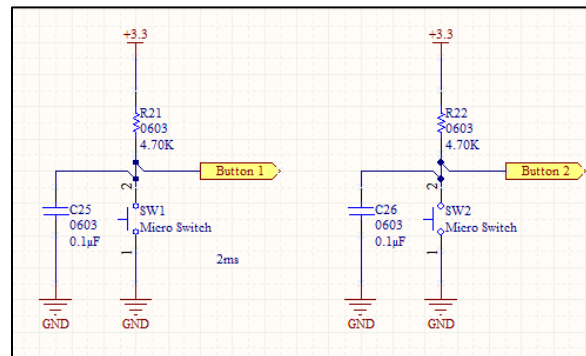 +3.3
R21
0603
4.70K
Button 1
2
C25
0603
0.1µF
SW1
Micro Switch
1
2ms
GND
GND
+3.3
R22
0603
4.70K
Button 2
2
C26
0603
0.1µF
SW2
Micro Switch
1
GND
GND